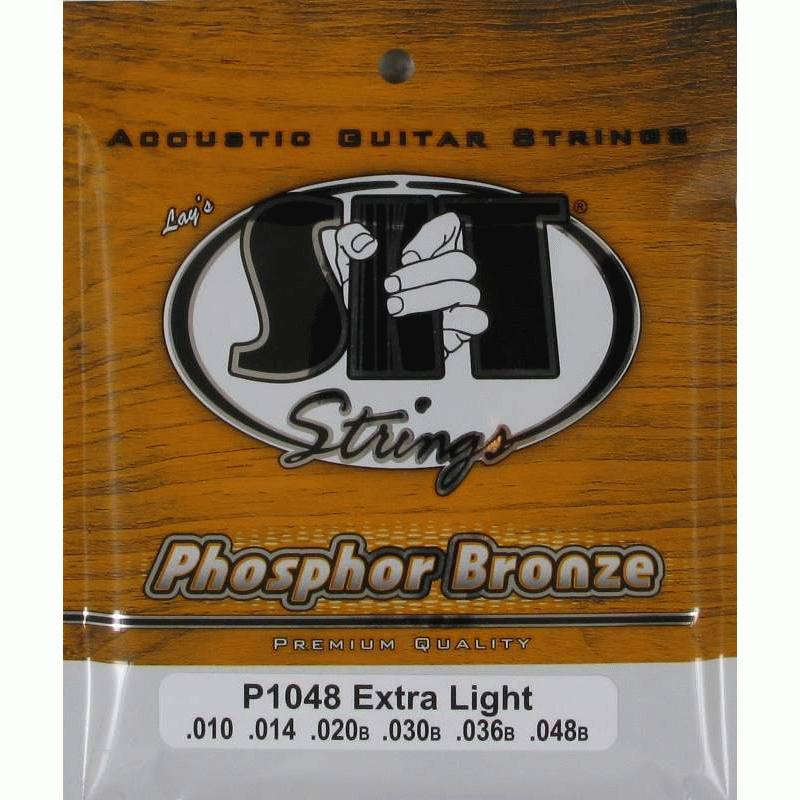 ACOUSTIC GUITAR STRINGS
Lay's
SIT®
Strings
Phosphor Bronze
PREMIUM QUALITY
P1048 Extra Light
.010 .014 .020B .030B .036B .048B